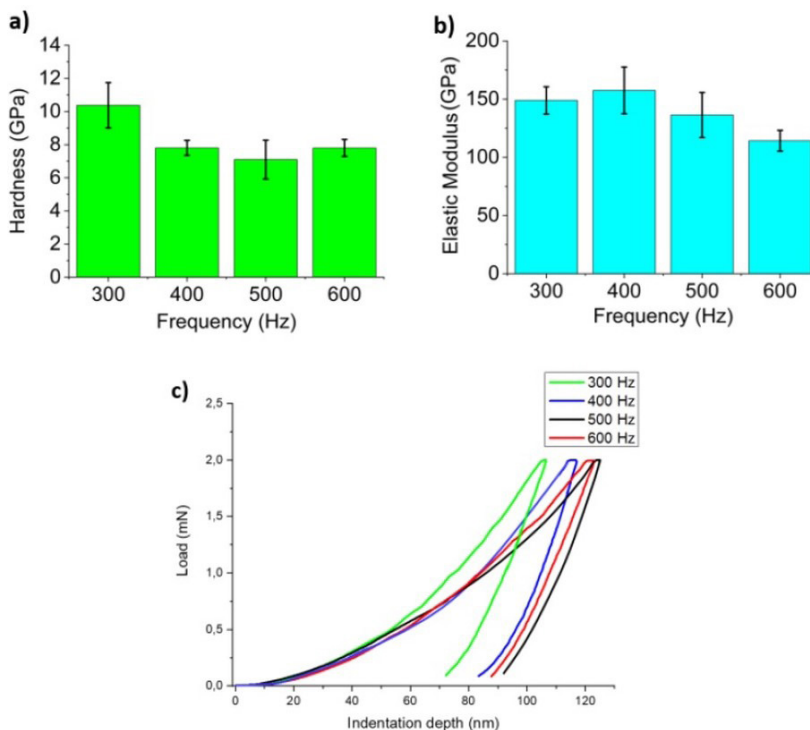 a)
14
12
10
8
6
4
2
0
Hardness (GPa)
300 400 500 600
Frequency (Hz)
b)
200
150
100
50
0
Elastic Modulus (GPa)
300 400 500 600
Frequency (Hz)
c)
300 Hz
400 Hz
500 Hz
600 Hz
2,5
2,0
1,5
1,0
0,5
0,0
Load (mN)
0 20 40 60 80 100 120
Indentation depth (nm)